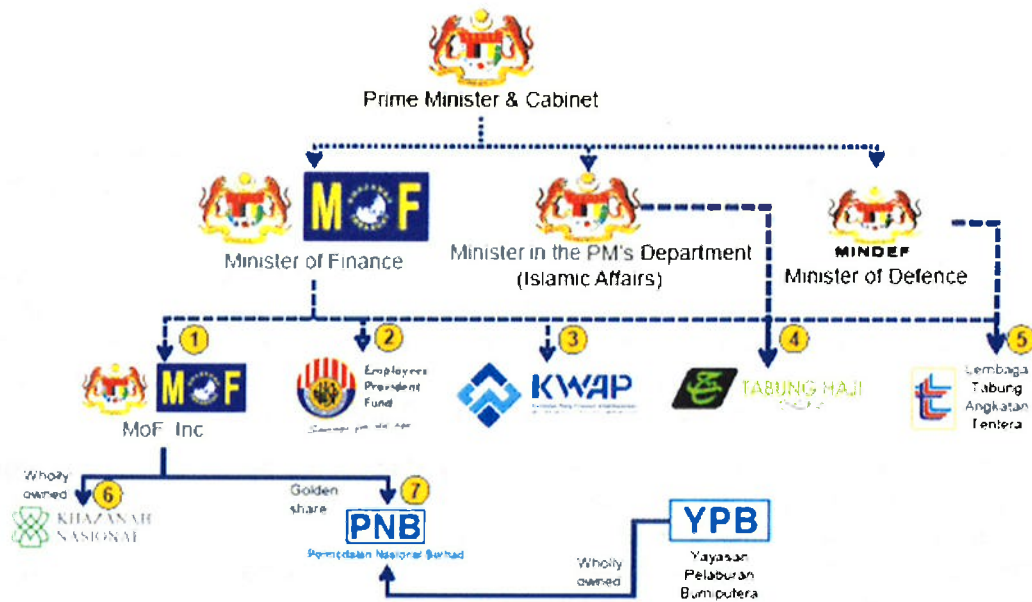 Prime Minister & Cabinet
M F
Minister of Finance
Minister in the PM's Department
(Islamic Affairs)
MINDEF
Minister of Defence
1
2
3
4
5
M F
MoF Inc
Employees
Provident
Fund
KWAP
TABUNG HAJI
Lembaga
Tabung
Angkatan
Tentera
Wholly
owned
6
KHAZANAH
NASIONAL
Golden
share
7
PNB
Permodalan Nasional Berhad
Wholly
owned
YPB
Yayasan
Pelaburan
Bumiputera